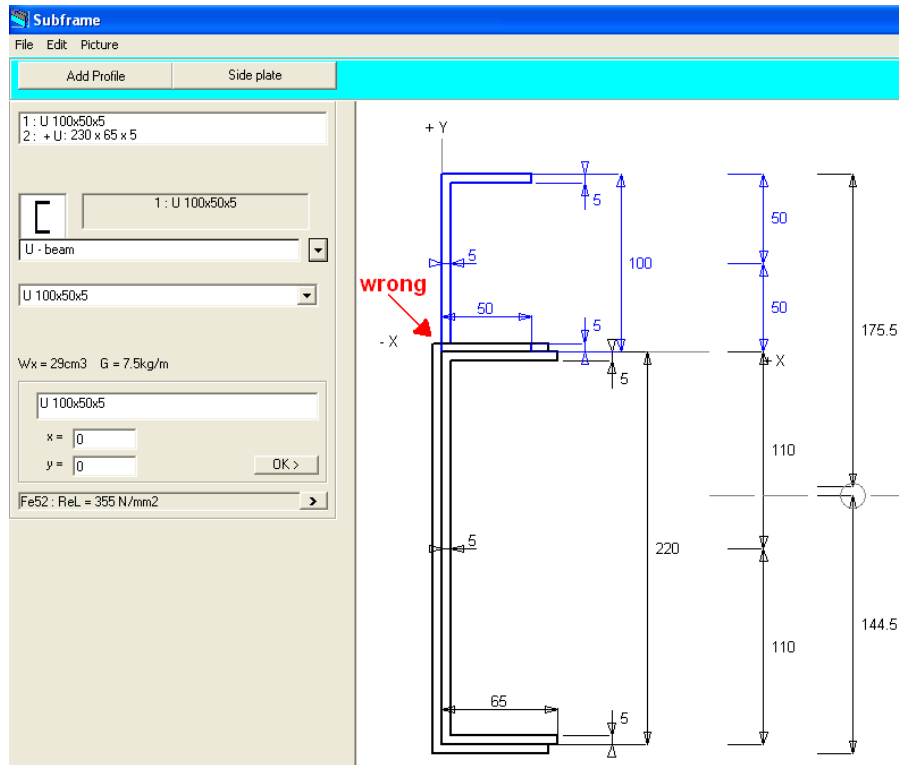 Subframe
File Edit Picture
Add Profile Side plate
1 : U 100x50x5
2 : + U: 230 x 65 x 5
1 : U 100x50x5
U - beam
U 100x50x5
Wx = 29cm3 G = 7.5kg/m
U 100x50x5
x = 0
y = 0
OK >
Fe52 : ReL = 355 N/mm2 >
+ Y
5
50
5
100
wrong
50
50
5
175.5
- X
+ X
5
110
5
220
110
144.5
65
5